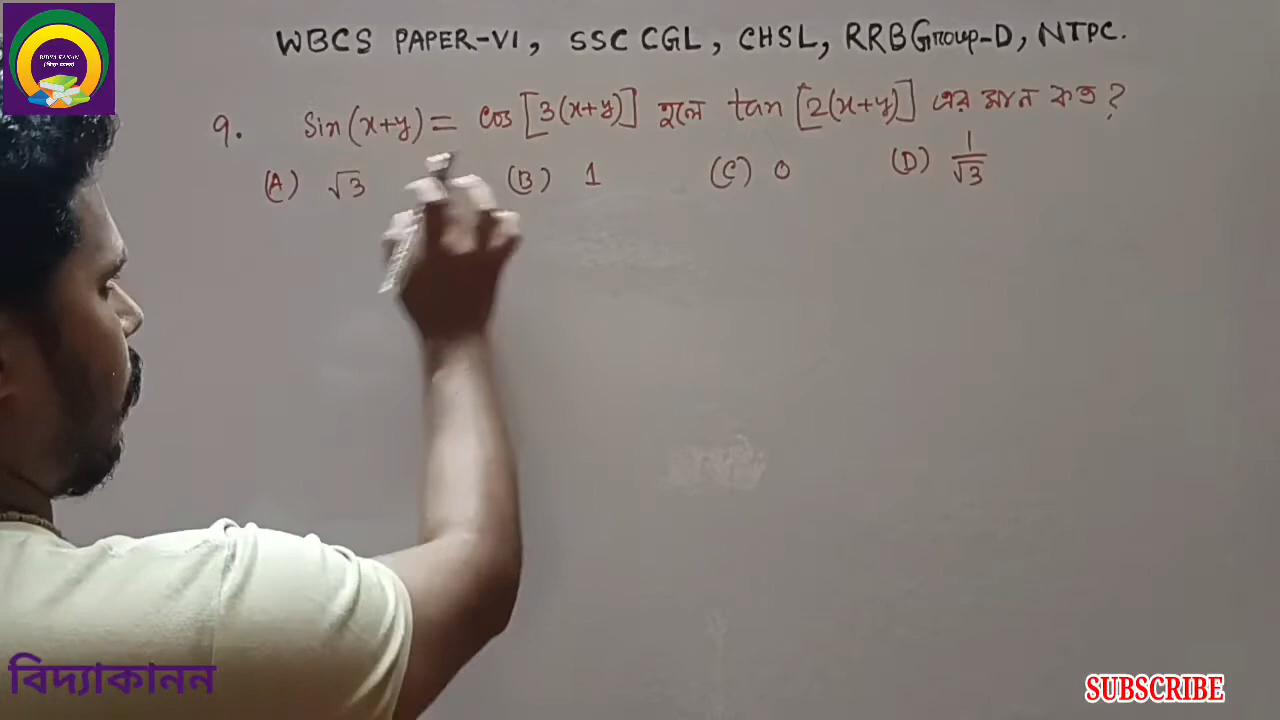 WBCS PAPER-VI, SSC CGL, CHSL, RRB Group-D, NTPC.
9. Sin(x+y) = cos[3(x+y)] হলে tan[2(x+y)] এর মান কত?
(A) √3 (B) 1 (C) 0 (D) 1/√3
বিদ্যাকানন
SUBSCRIBE